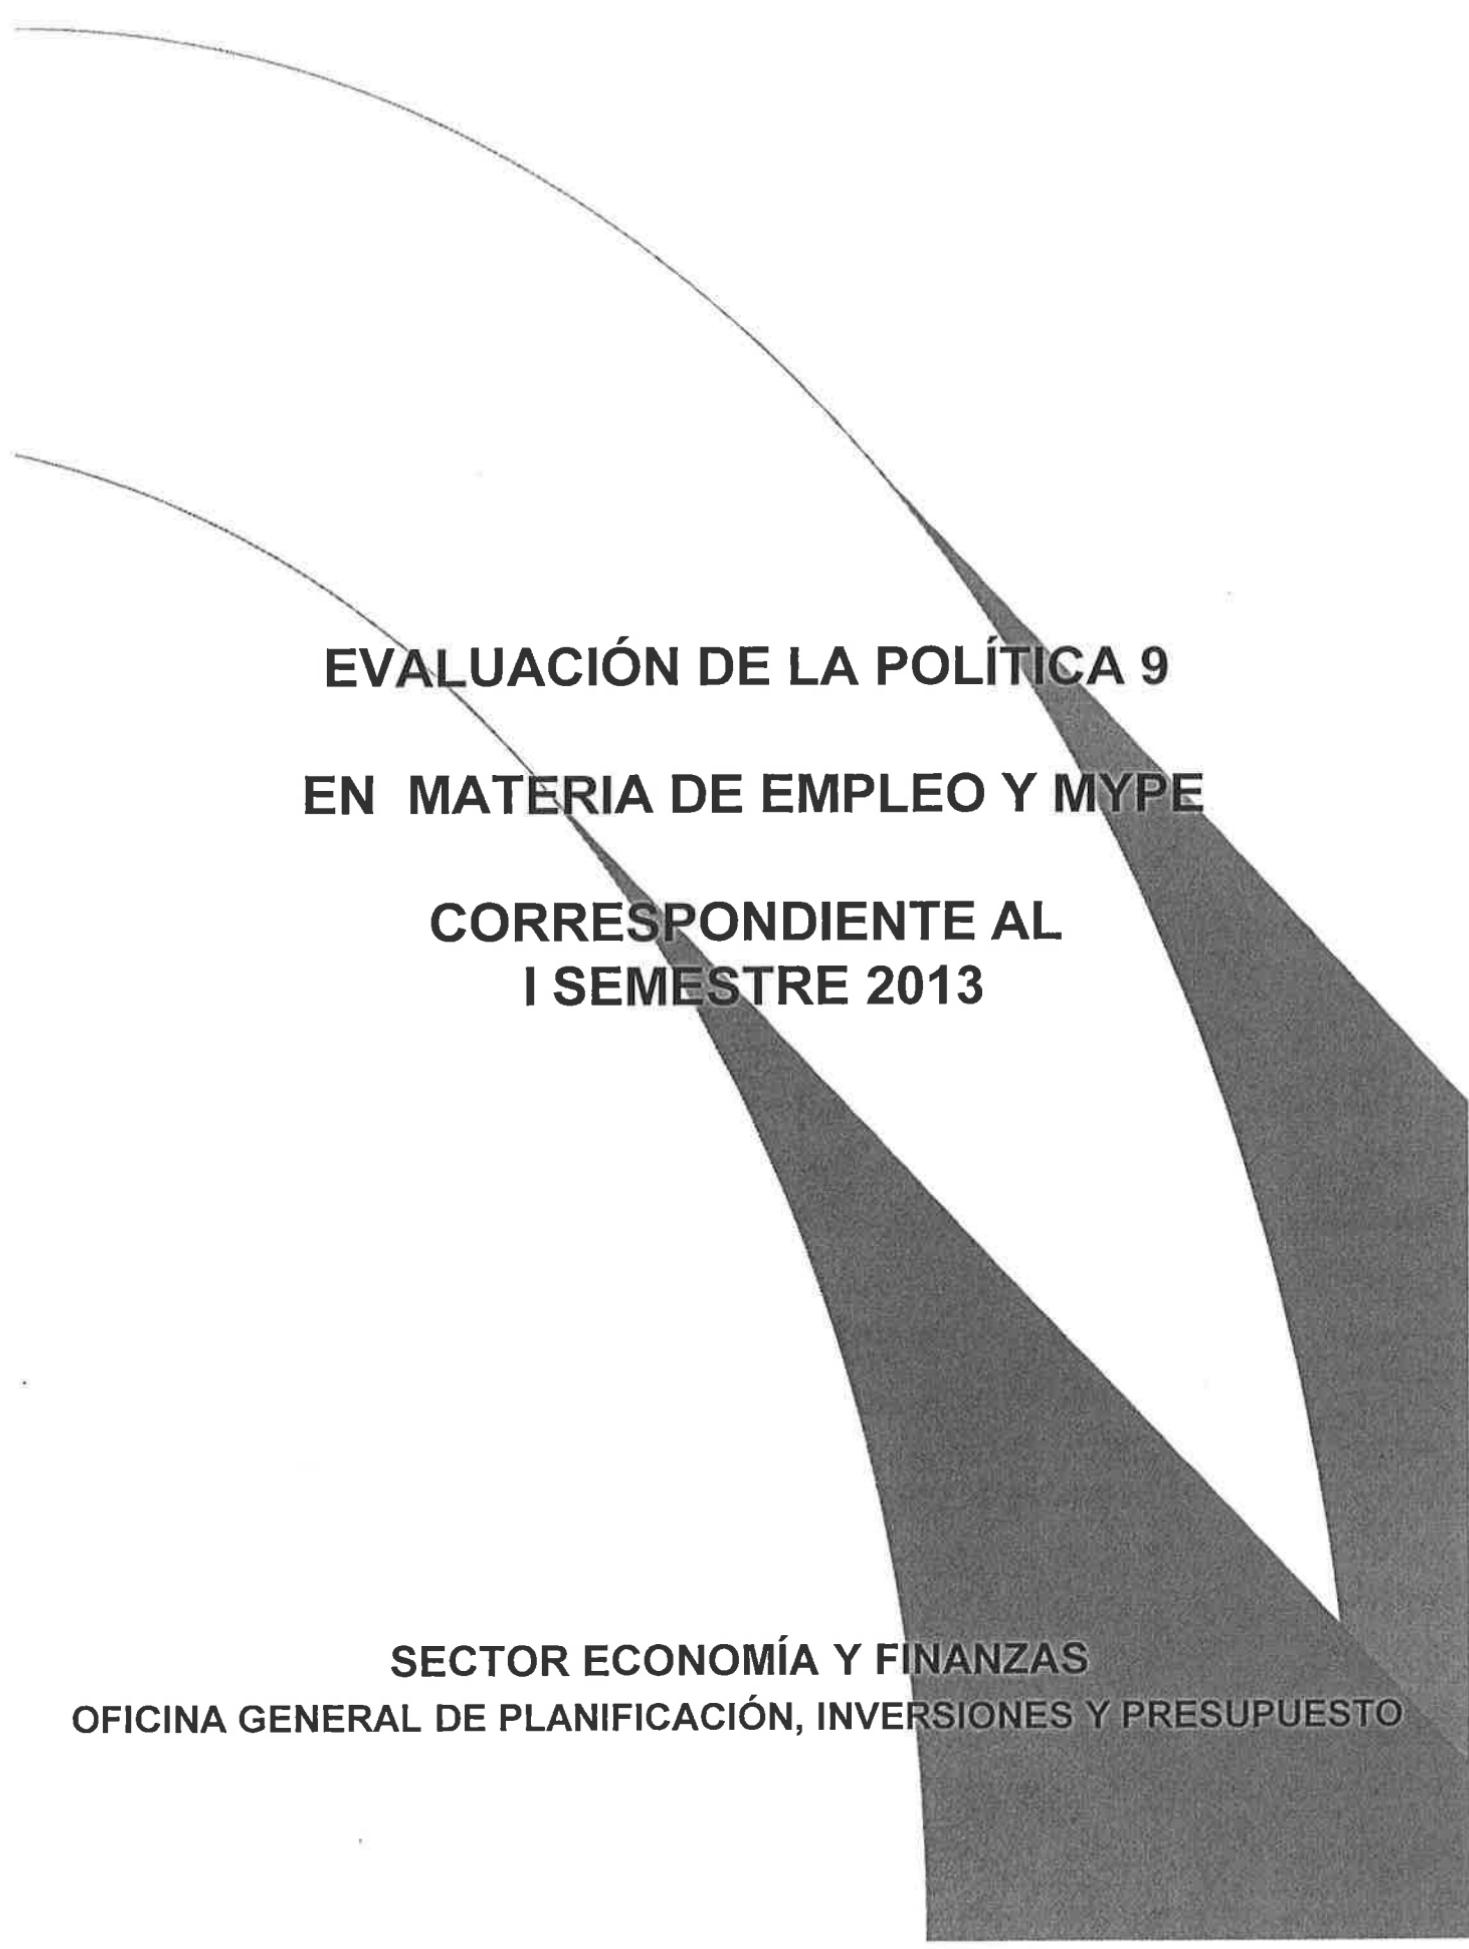 EVALUACIÓN DE LA POLÍTICA 9
EN MATERIA DE EMPLEO Y MYPE
CORRESPONDIENTE AL
I SEMESTRE 2013
SECTOR ECONOMÍA Y FINANZAS
OFICINA GENERAL DE PLANIFICACIÓN, INVERSIONES Y PRESUPUESTO